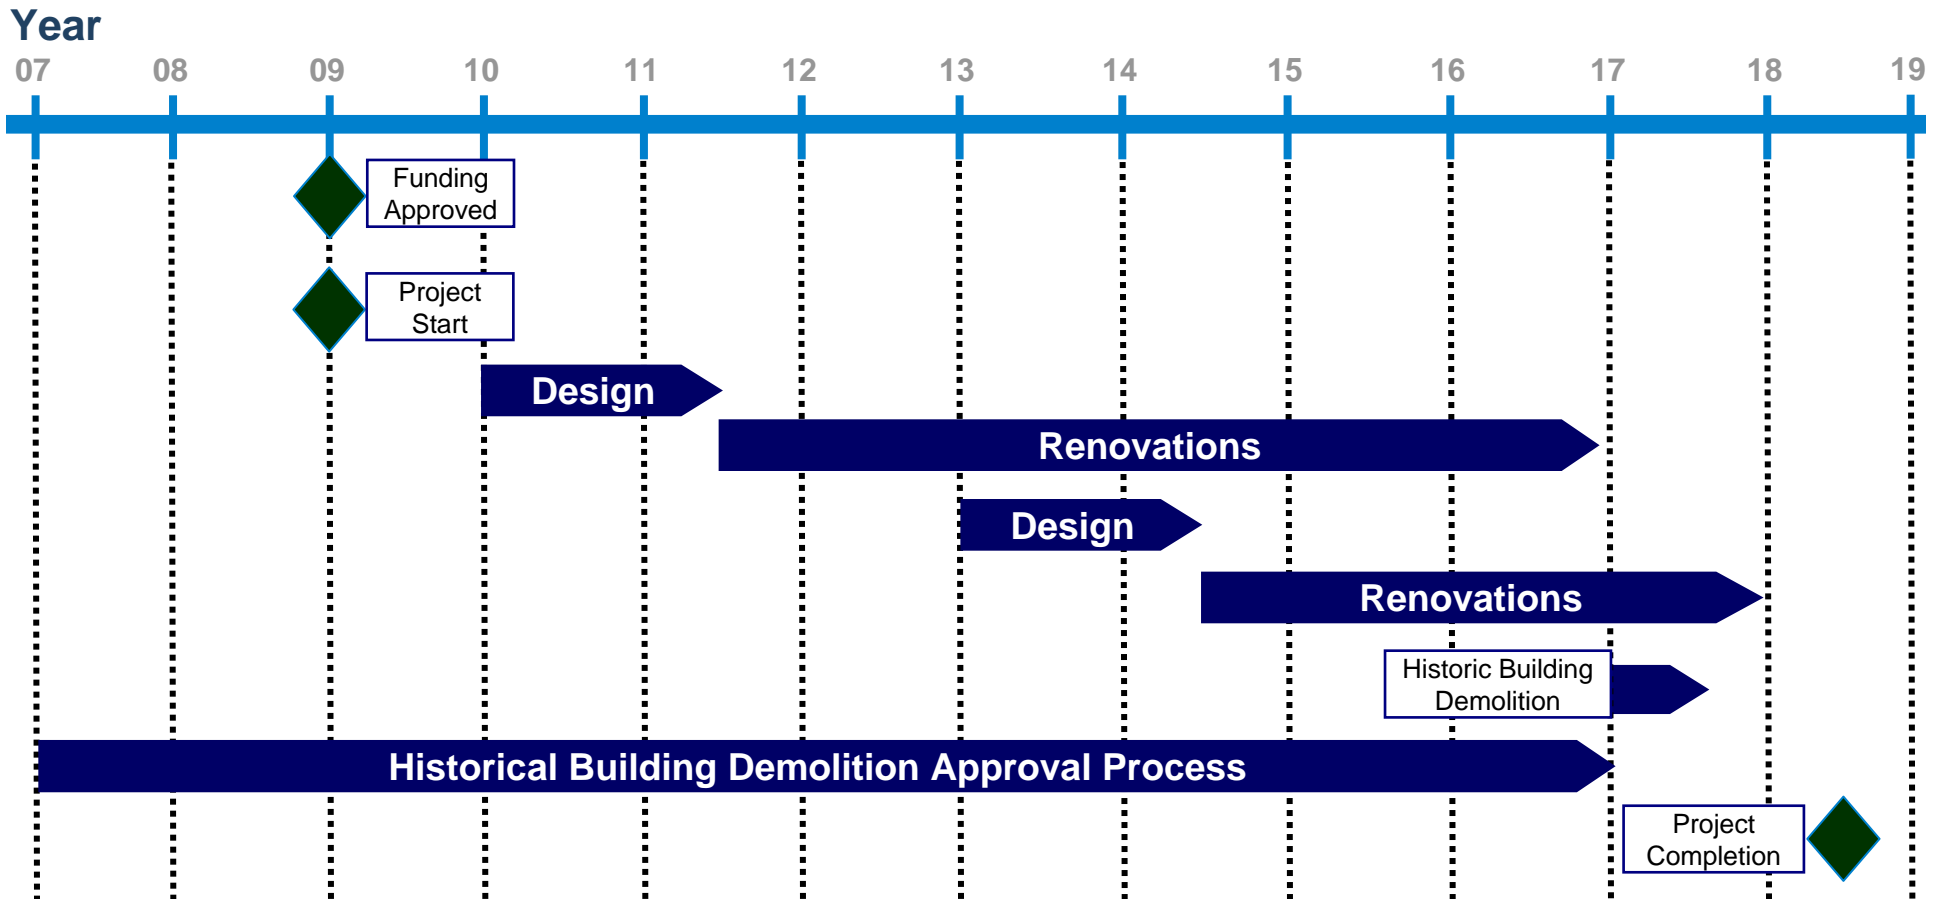 Year
07 08 09 10 11 12 13 14 15 16 17 18 19
Funding
Approved
Project
Start
Design
Renovations
Design
Renovations
Historic Building
Demolition
Historical Building Demolition Approval Process
Project
Completion